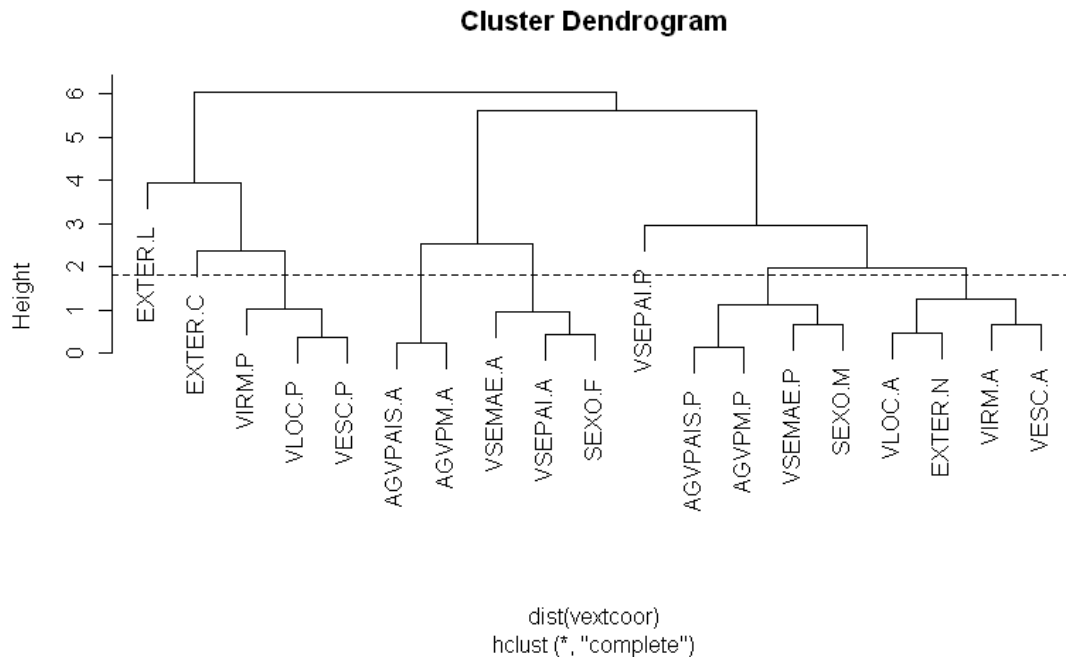 Cluster Dendrogram
Height
6
5
4
3
2
1
0
EXTER.L
EXTER.C
VIRM.P
VLOC.P
VESC.P
AGVPAIS.A
AGVPM.A
VSEMAE.A
VSEPAI.A
SEXO.F
VSEPAI.P
AGVPAIS.P
AGVPM.P
VSEMAE.P
SEXO.M
VLOC.A
EXTER.N
VIRM.A
VESC.A
dist(vextcoor)
hclust (*, "complete")